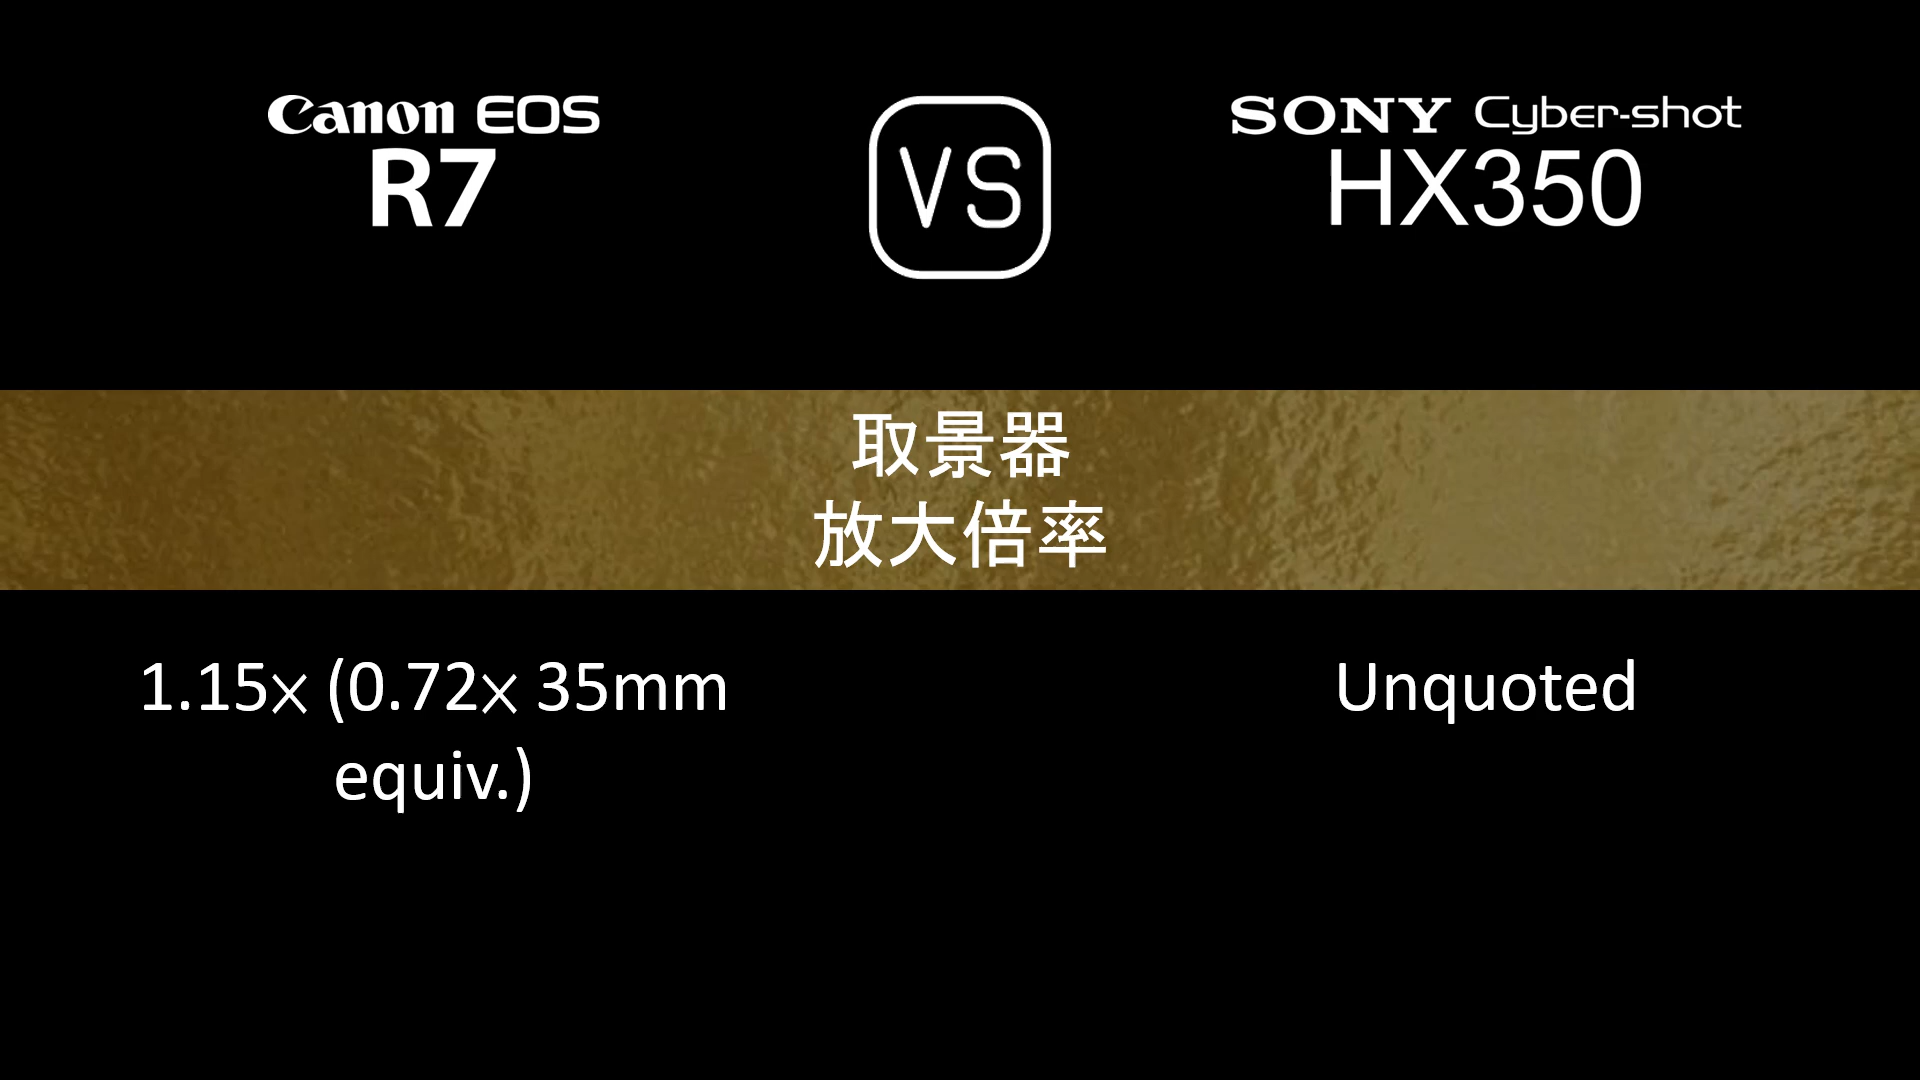 Canon EOS
R7
VS
SONY Cyber-shot
HX350
取景器
放大倍率
1.15x (0.72x 35mm
equiv.)
Unquoted